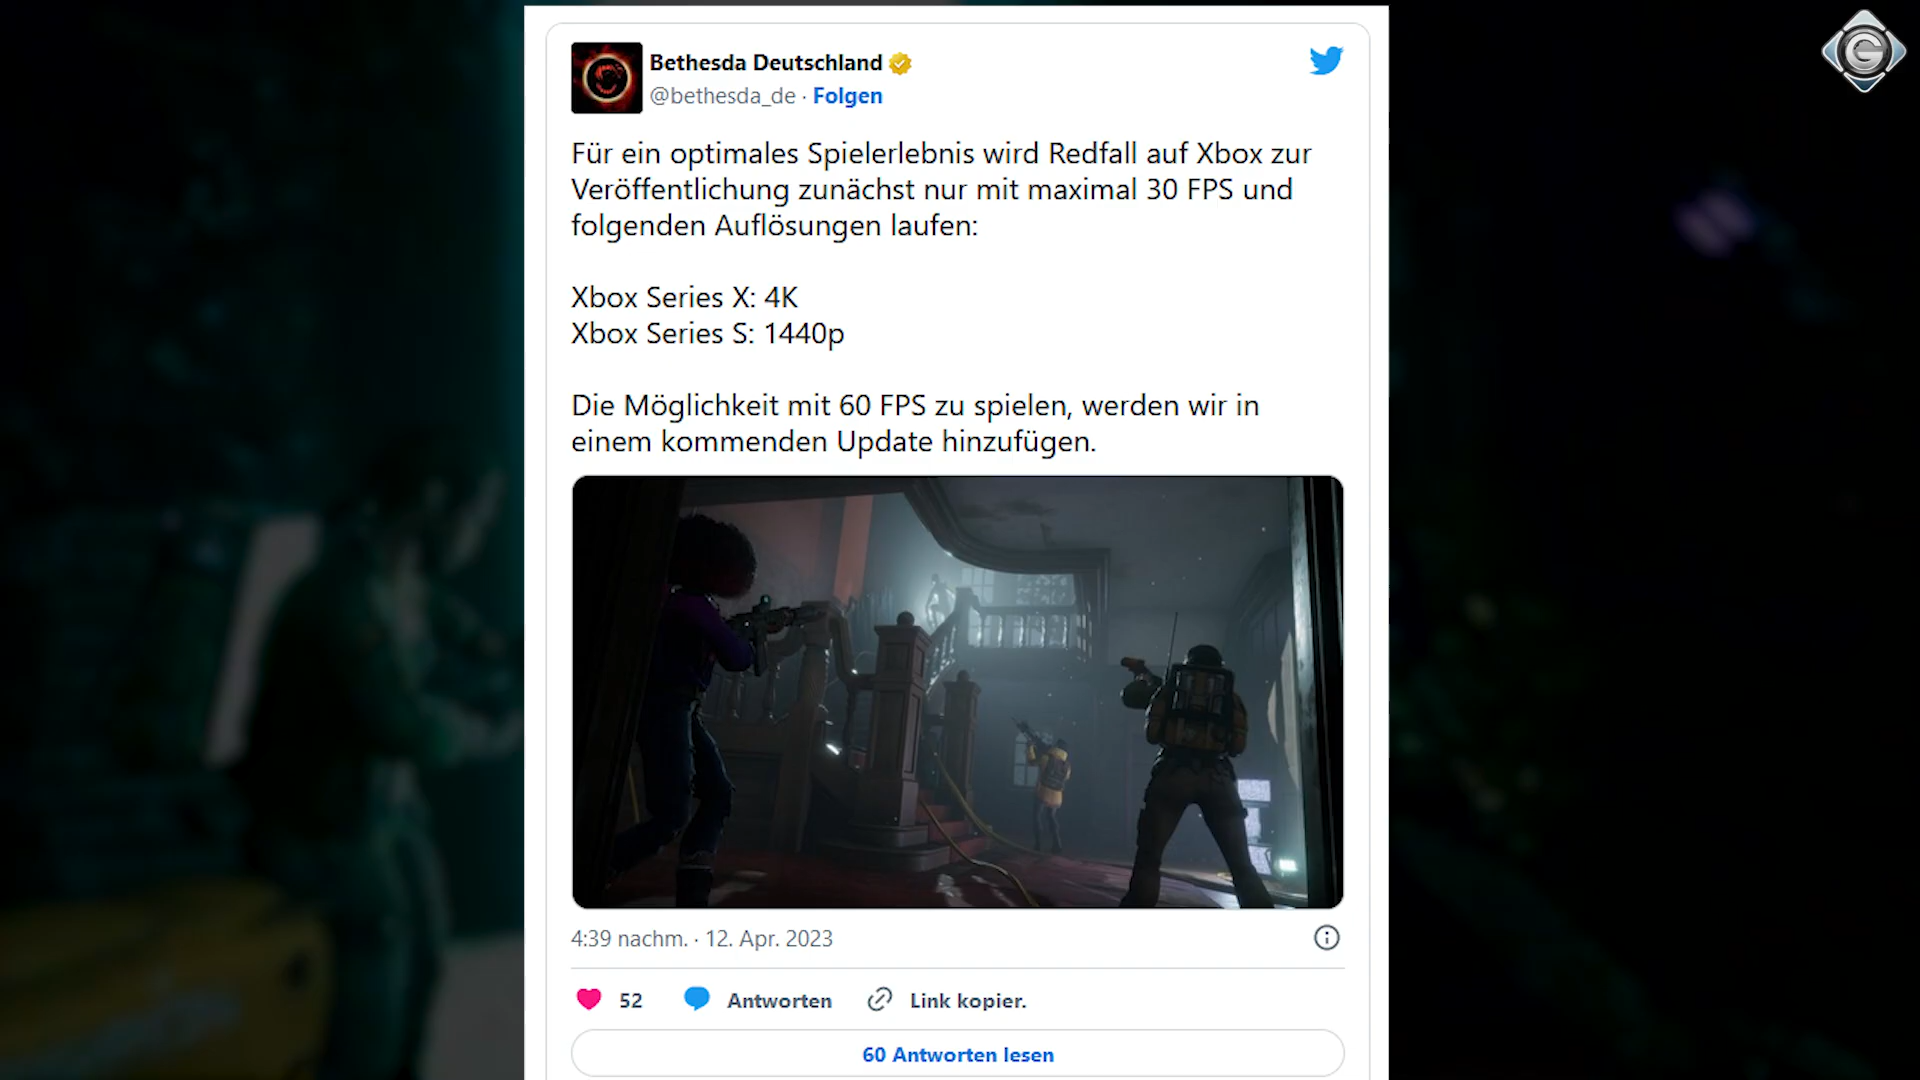 Bethesda Deutschland
@bethesda_de · Folgen
Für ein optimales Spielerlebnis wird Redfall auf Xbox zur
Veröffentlichung zunächst nur mit maximal 30 FPS und
folgenden Auflösungen laufen:
Xbox Series X: 4K
Xbox Series S: 1440p
Die Möglichkeit mit 60 FPS zu spielen, werden wir in
einem kommenden Update hinzufügen.
4:39 nachm. · 12. Apr. 2023
52 Antworten Link kopier.
60 Antworten lesen
G